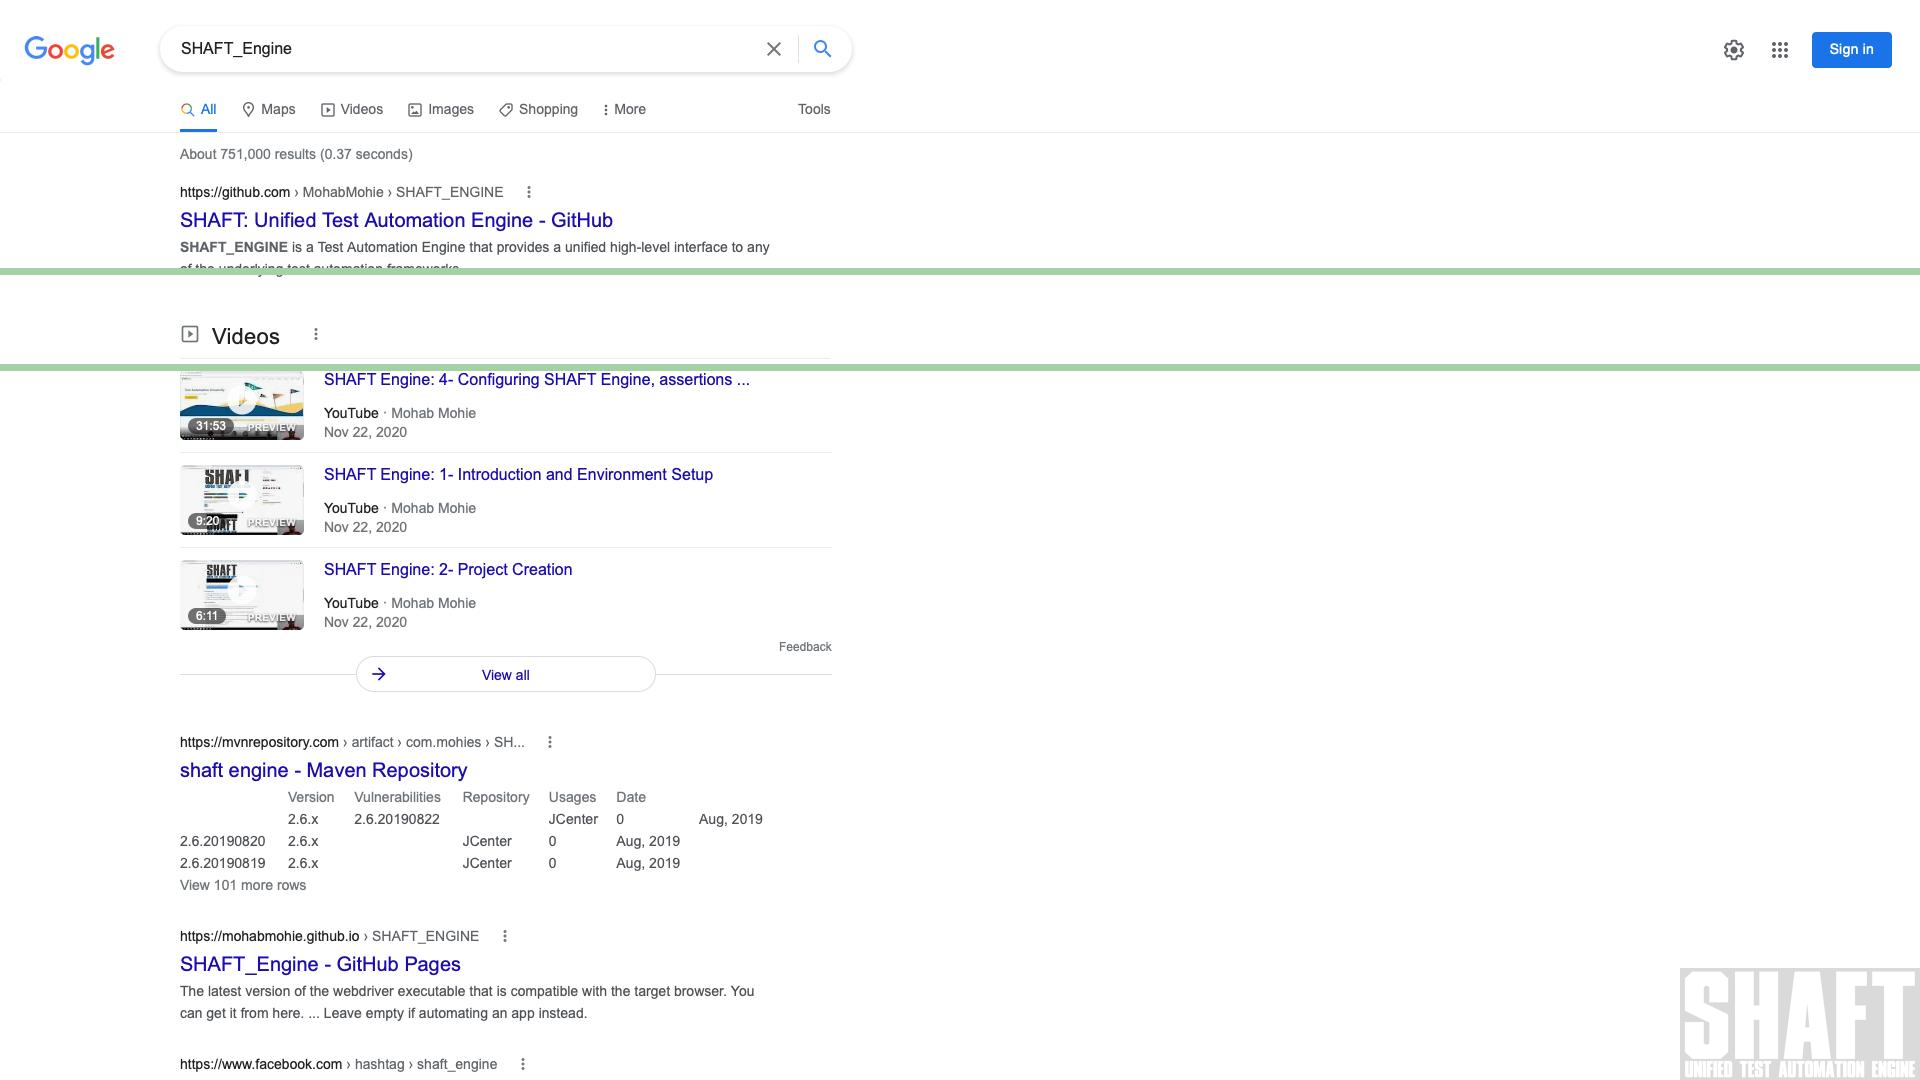 Google
SHAFT_Engine
Sign in
All Maps Videos Images Shopping More Tools
About 751,000 results (0.37 seconds)
https://github.com › MohabMohie › SHAFT_ENGINE
SHAFT: Unified Test Automation Engine - GitHub
SHAFT_ENGINE is a Test Automation Engine that provides a unified high-level interface to any
of the underlying test automation frameworks.
Videos
SHAFT Engine: 4- Configuring SHAFT Engine, assertions ...
31:53 PREVIEW
YouTube · Mohab Mohie
Nov 22, 2020
SHAFT Engine: 1- Introduction and Environment Setup
SHAFT
9:20 PREVIEW
SHAFT
YouTube · Mohab Mohie
Nov 22, 2020
SHAFT Engine: 2- Project Creation
SHAFT
6:11 PREVIEW
YouTube · Mohab Mohie
Nov 22, 2020
Feedback
View all
https://mvnrepository.com › artifact › com.mohies › SH...
shaft engine - Maven Repository
Version Vulnerabilities Repository Usages Date
2.6.x 2.6.20190822 JCenter 0 Aug, 2019
2.6.20190820 2.6.x JCenter 0 Aug, 2019
2.6.20190819 2.6.x JCenter 0 Aug, 2019
View 101 more rows
https://mohabmohie.github.io › SHAFT_ENGINE
SHAFT_Engine - GitHub Pages
The latest version of the webdriver executable that is compatible with the target browser. You
can get it from here. ... Leave empty if automating an app instead.
https://www.facebook.com › hashtag › shaft_engine
SHAFT
UNIFIED TEST AUTOMATION ENGINE